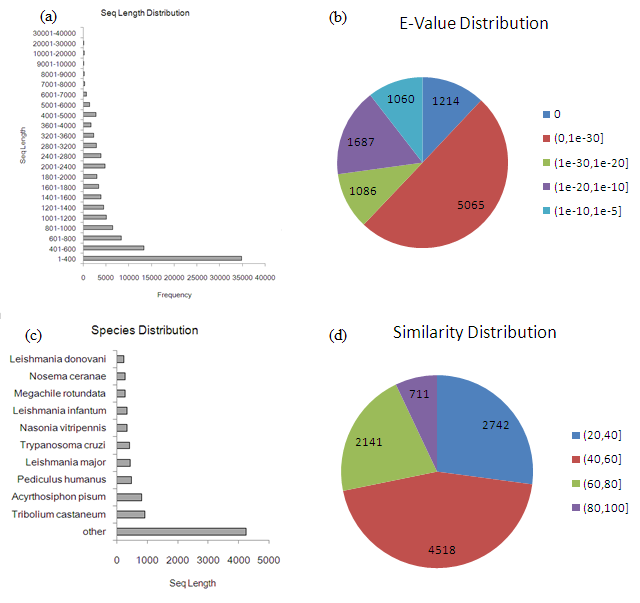 (a)
Seq Length Distribution
30001-40000
20001-30000
10001-20000
9001-10000
8001-9000
7001-8000
6001-7000
5001-6000
4001-5000
3601-4000
3201-3600
2801-3200
2401-2800
2001-2400
1801-2000
1601-1800
1401-1600
1201-1400
1001-1200
801-1000
601-800
401-600
1-400
Seq Length
0 5000 10000 15000 20000 25000 30000 35000 40000
Frequency
(b)
E-Value Distribution
1060
1214
1687
1086
5065
0
(0,1e-30]
(1e-30,1e-20]
(1e-20,1e-10]
(1e-10,1e-5]
(c)
Species Distribution
Leishmania donovani
Nosema ceranae
Megachile rotundata
Leishmania infantum
Nasonia vitripennis
Trypanosoma cruzi
Leishmania major
Pediculus humanus
Acyrthosiphon pisum
Tribolium castaneum
other
0 1000 2000 3000 4000 5000
Seq Length
(d)
Similarity Distribution
711
2742
2141
4518
(20,40]
(40,60]
(60,80]
(80,100]